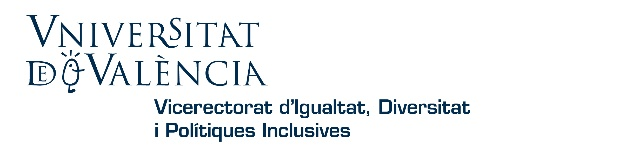 VNIVERSITAT
DE VALÈNCIA
Vicerectorat d'Igualtat, Diversitat
i Polítiques Inclusives